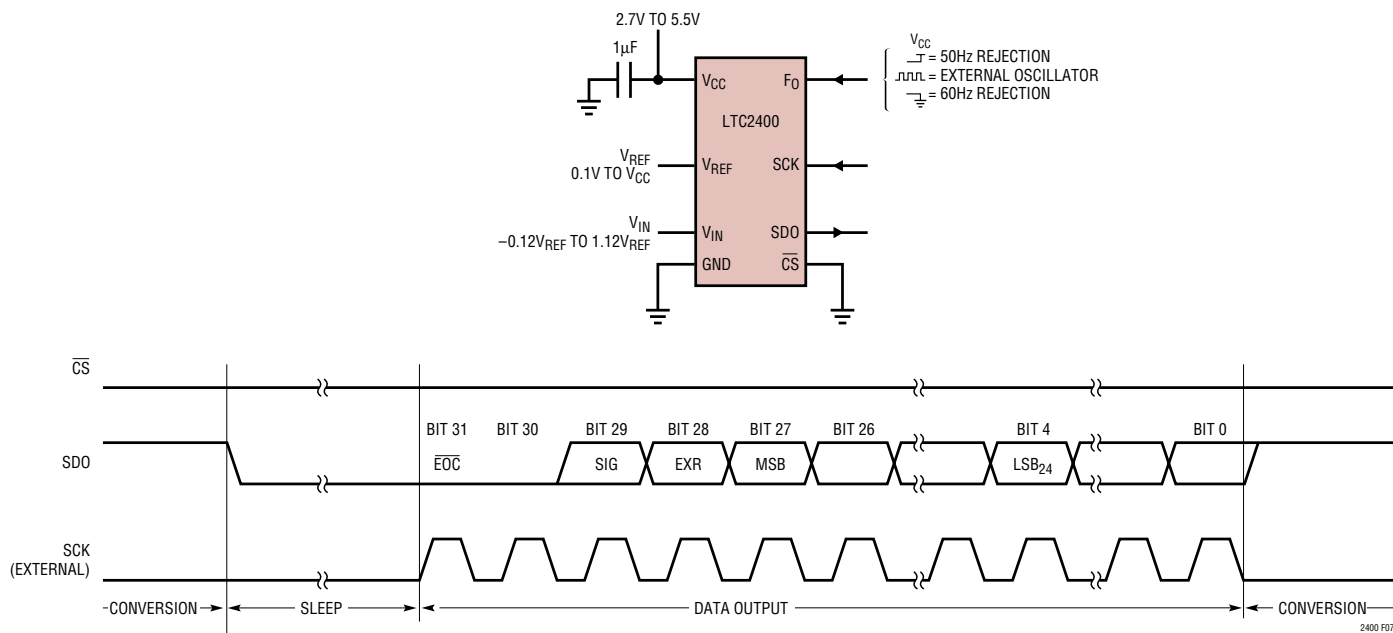 2.7V TO 5.5V
1µF
VCC
FO
LTC2400
VCC
= 50Hz REJECTION
= EXTERNAL OSCILLATOR
= 60Hz REJECTION
VREF
0.1V TO VCC
VREF
SCK
VIN
−0.12VREF TO 1.12VREF
VIN
SDO
GND
CS
CS
BIT 31 BIT 30 BIT 29 BIT 28 BIT 27 BIT 26 BIT 4 BIT 0
SDO
EOC SIG EXR MSB LSB24
SCK
(EXTERNAL)
CONVERSION SLEEP DATA OUTPUT CONVERSION
2400 F07